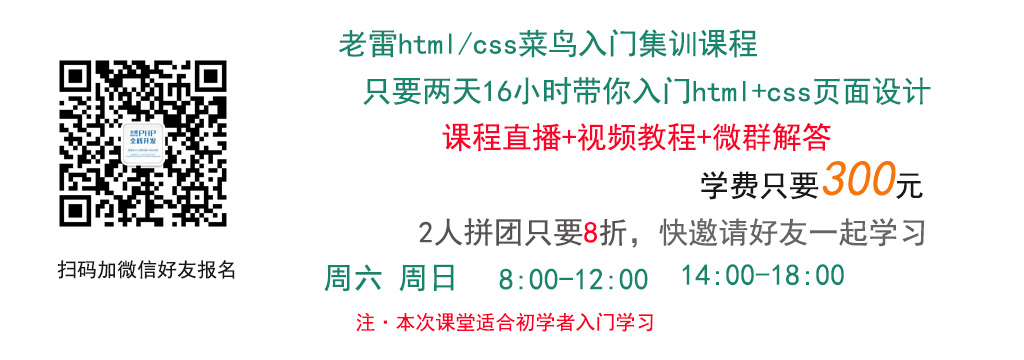 老雷html/css菜鸟入门集训课程
只要两天16小时带你入门html+css页面设计
课程直播+视频教程+微群解答
学费只要300元
2人拼团只要8折，快邀请好友一起学习
周六 周日 8:00-12:00 14:00-18:00
注·本次课堂适合初学者入门学习
PHP
全栈开发
扫码加微信好友报名